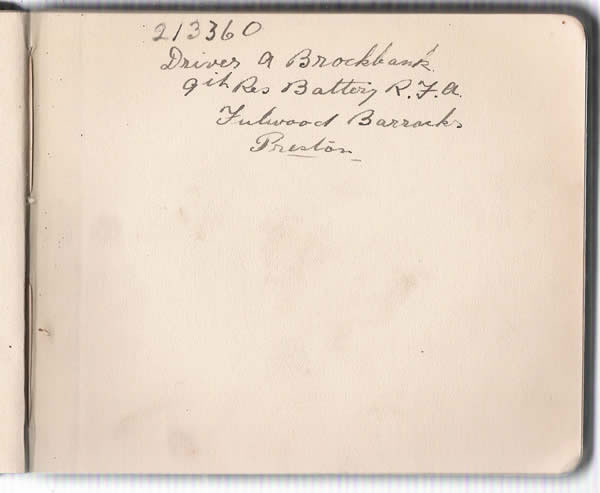 213360
Driver A Brockbank
9th Res Battery R.F.A.
Fulwood Barracks
Preston